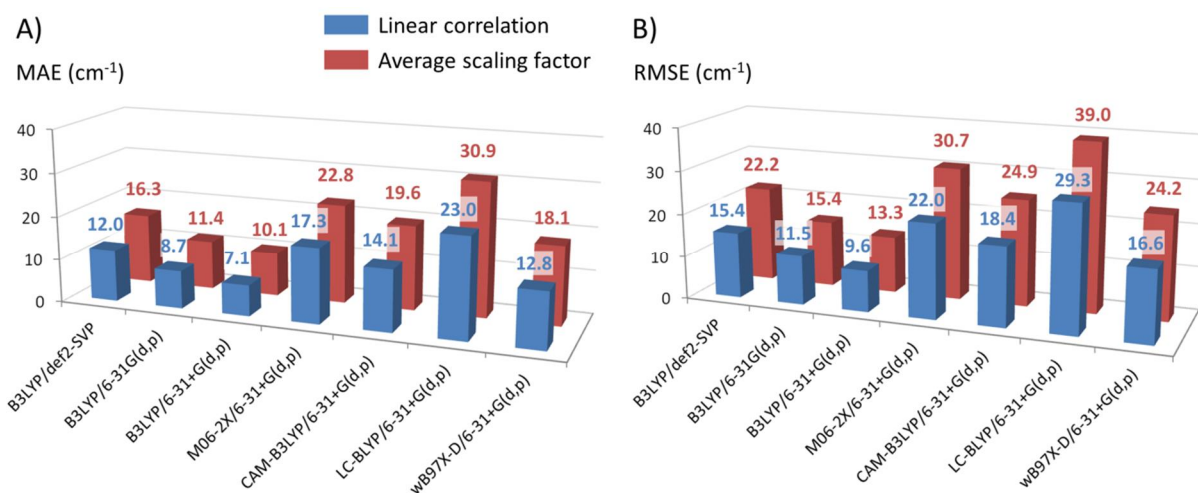 A)
MAE (cm-1)
Linear correlation
Average scaling factor
40
30
20
10
0
12.0
16.3
8.7
11.4
7.1
10.1
17.3
22.8
14.1
19.6
23.0
30.9
12.8
18.1
B3LYP/def2-SVP
B3LYP/6-31G(d,p)
B3LYP/6-31+G(d,p)
M06-2X/6-31+G(d,p)
CAM-B3LYP/6-31+G(d,p)
LC-BLYP/6-31+G(d,p)
wB97X-D/6-31+G(d,p)
B)
RMSE (cm-1)
40
30
20
10
0
15.4
22.2
11.5
15.4
9.6
13.3
22.0
30.7
18.4
24.9
29.3
39.0
16.6
24.2
B3LYP/def2-SVP
B3LYP/6-31G(d,p)
B3LYP/6-31+G(d,p)
M06-2X/6-31+G(d,p)
CAM-B3LYP/6-31+G(d,p)
LC-BLYP/6-31+G(d,p)
wB97X-D/6-31+G(d,p)